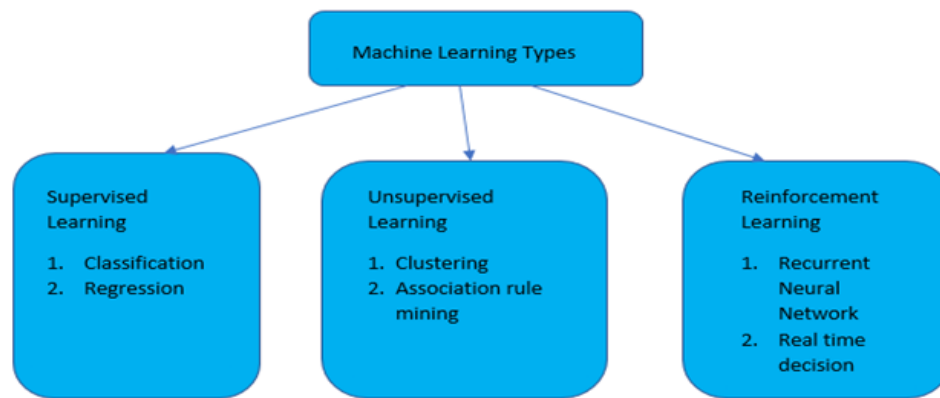 Machine Learning Types
Supervised
Learning
1. Classification
2. Regression
Unsupervised
Learning
1. Clustering
2. Association rule
mining
Reinforcement
Learning
1. Recurrent
Neural
Network
2. Real time
decision